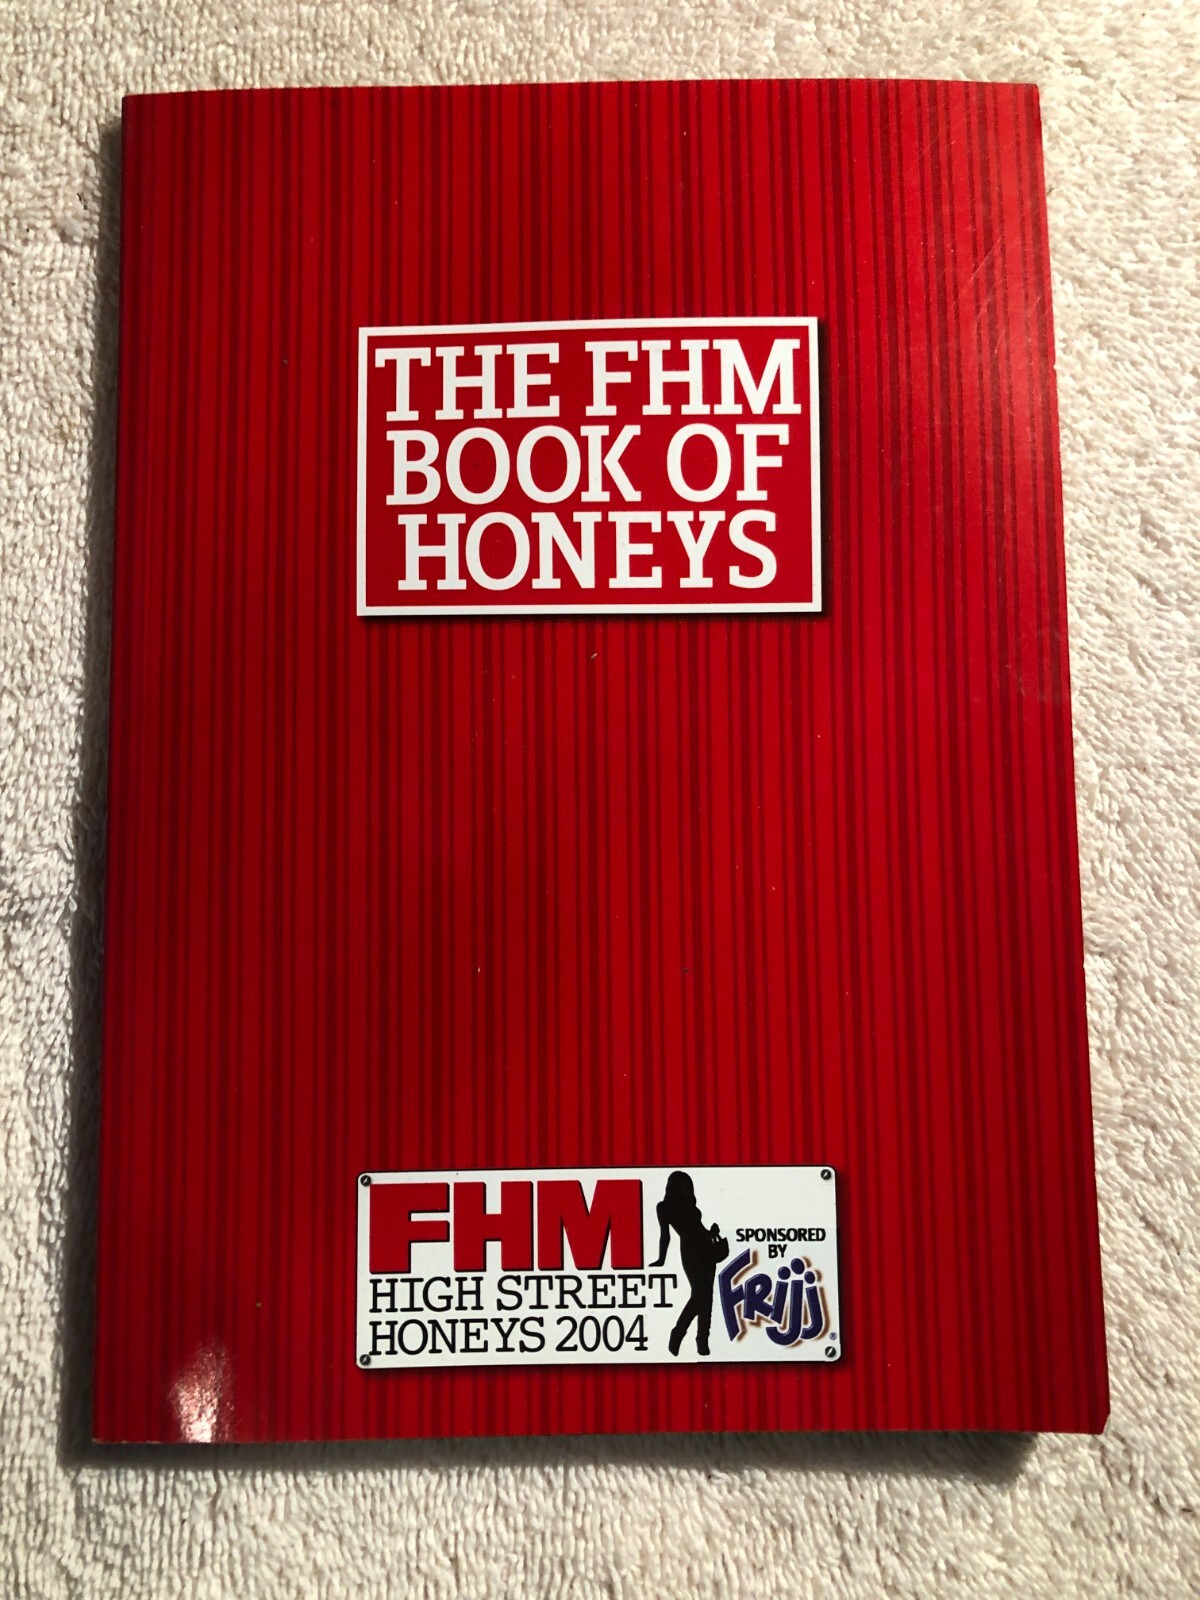 THE FHM
BOOK OF
HONEYS
FHM
HIGH STREET
HONEYS 2004
SPONSORED
BY
FRijj®